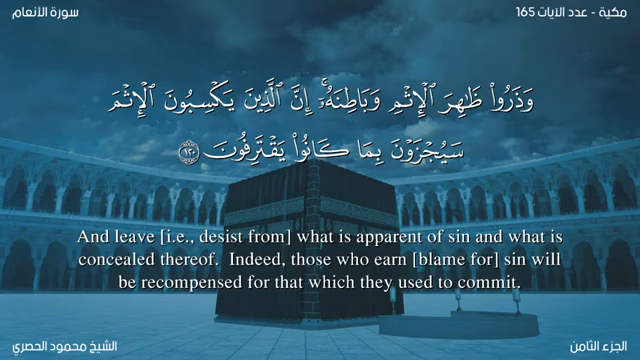 مكية - عدد الآيات 165
سورة الأنعام
وَذَرُوا۟ ظَٰهِرَ ٱلْإِثْمِ وَبَاطِنَهُۥٓ ۚ إِنَّ ٱلَّذِينَ يَكْسِبُونَ ٱلْإِثْمَ
سَيُجْزَوْنَ بِمَا كَانُوا۟ يَقْتَرِفُونَ ١٢٠
And leave [i.e., desist from] what is apparent of sin and what is
concealed thereof.  Indeed, those who earn [blame for] sin will
be recompensed for that which they used to commit.
الجزء الثامن
الشيخ محمود الحصري